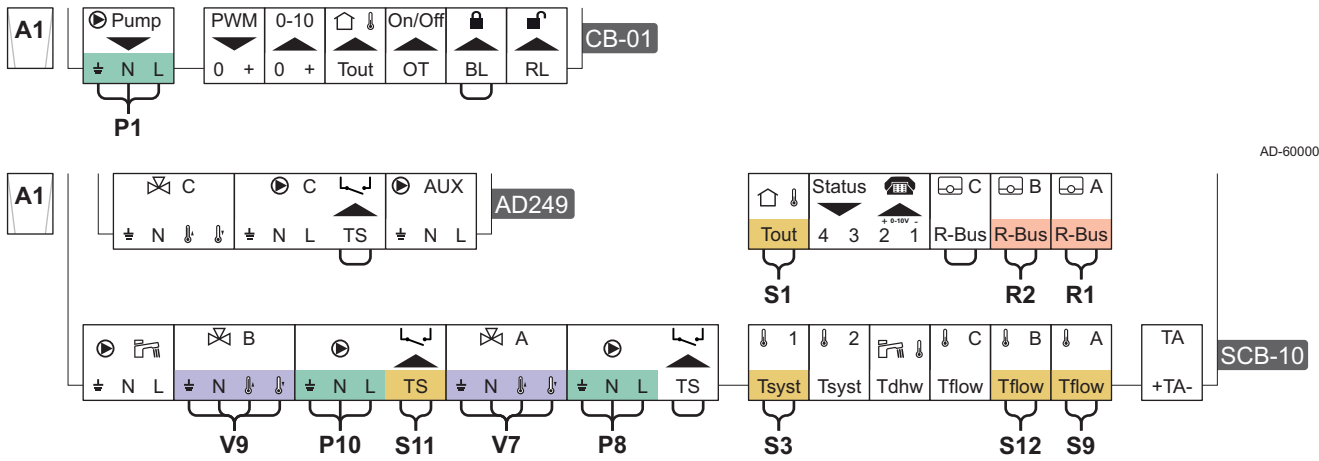 A1 Pump PWM 0-10 On/Off CB-01
N L 0 + 0 + Tout OT BL RL
P1
AD-60000
A1 C C AUX AD249
N N L TS N L
Status C B A
+ 0-10V -
Tout 4 3 2 1 R-Bus R-Bus R-Bus
S1 R2 R1
B A 1 2 C B A TA SCB-10
N L N N L TS N N L TS Tsyst Tsyst Tdhw Tflow Tflow Tflow +TA-
V9 P10 S11 V7 P8 S3 S12 S9